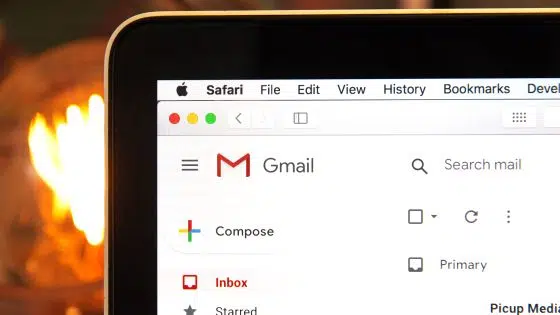 Safari File Edit View History Bookmarks Devel
Gmail Search mail
Compose
Primary
Inbox
Starred
Picup Media